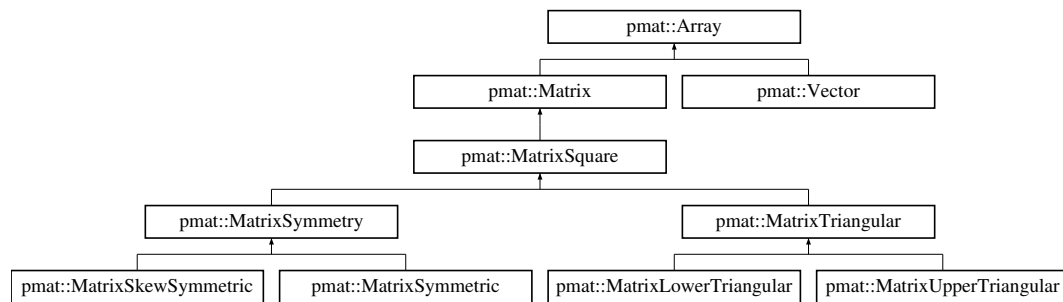 pmat::Array
pmat::Matrix
pmat::Vector
pmat::MatrixSquare
pmat::MatrixSymmetry
pmat::MatrixTriangular
pmat::MatrixSkewSymmetric
pmat::MatrixSymmetric
pmat::MatrixLowerTriangular
pmat::MatrixUpperTriangular